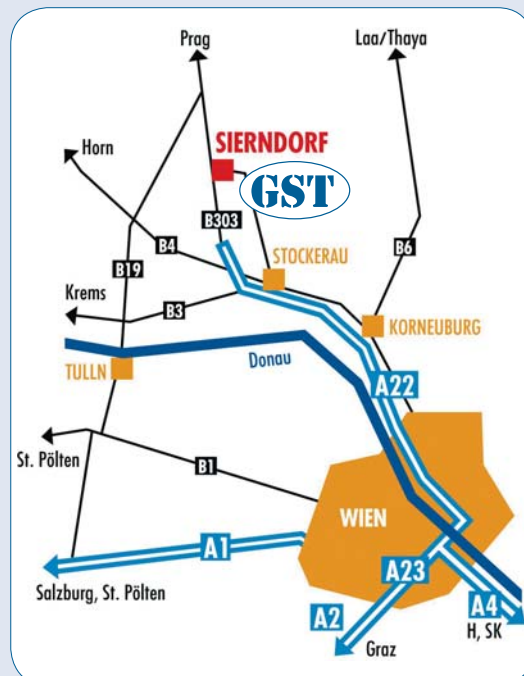 Prag
Laa/Thaya
SIERNDORF
Horn
GST
B303
B4
B19
STOCKERAU
B6
Krems
B3
KORNEUBURG
Donau
TULLN
A22
St. Pölten
B1
WIEN
A1
A23
Salzburg, St. Pölten
A2
A4
H, SK
Graz